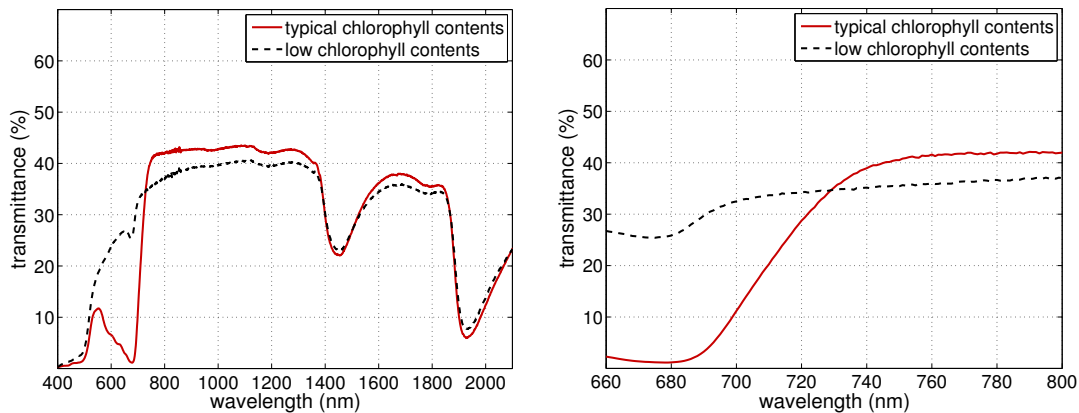 typical chlorophyll contents
low chlorophyll contents
60
50
40
30
20
10
transmittance (%)
400 600 800 1000 1200 1400 1600 1800 2000
wavelength (nm)
typical chlorophyll contents
low chlorophyll contents
60
50
40
30
20
10
transmittance (%)
660 680 700 720 740 760 780 800
wavelength (nm)